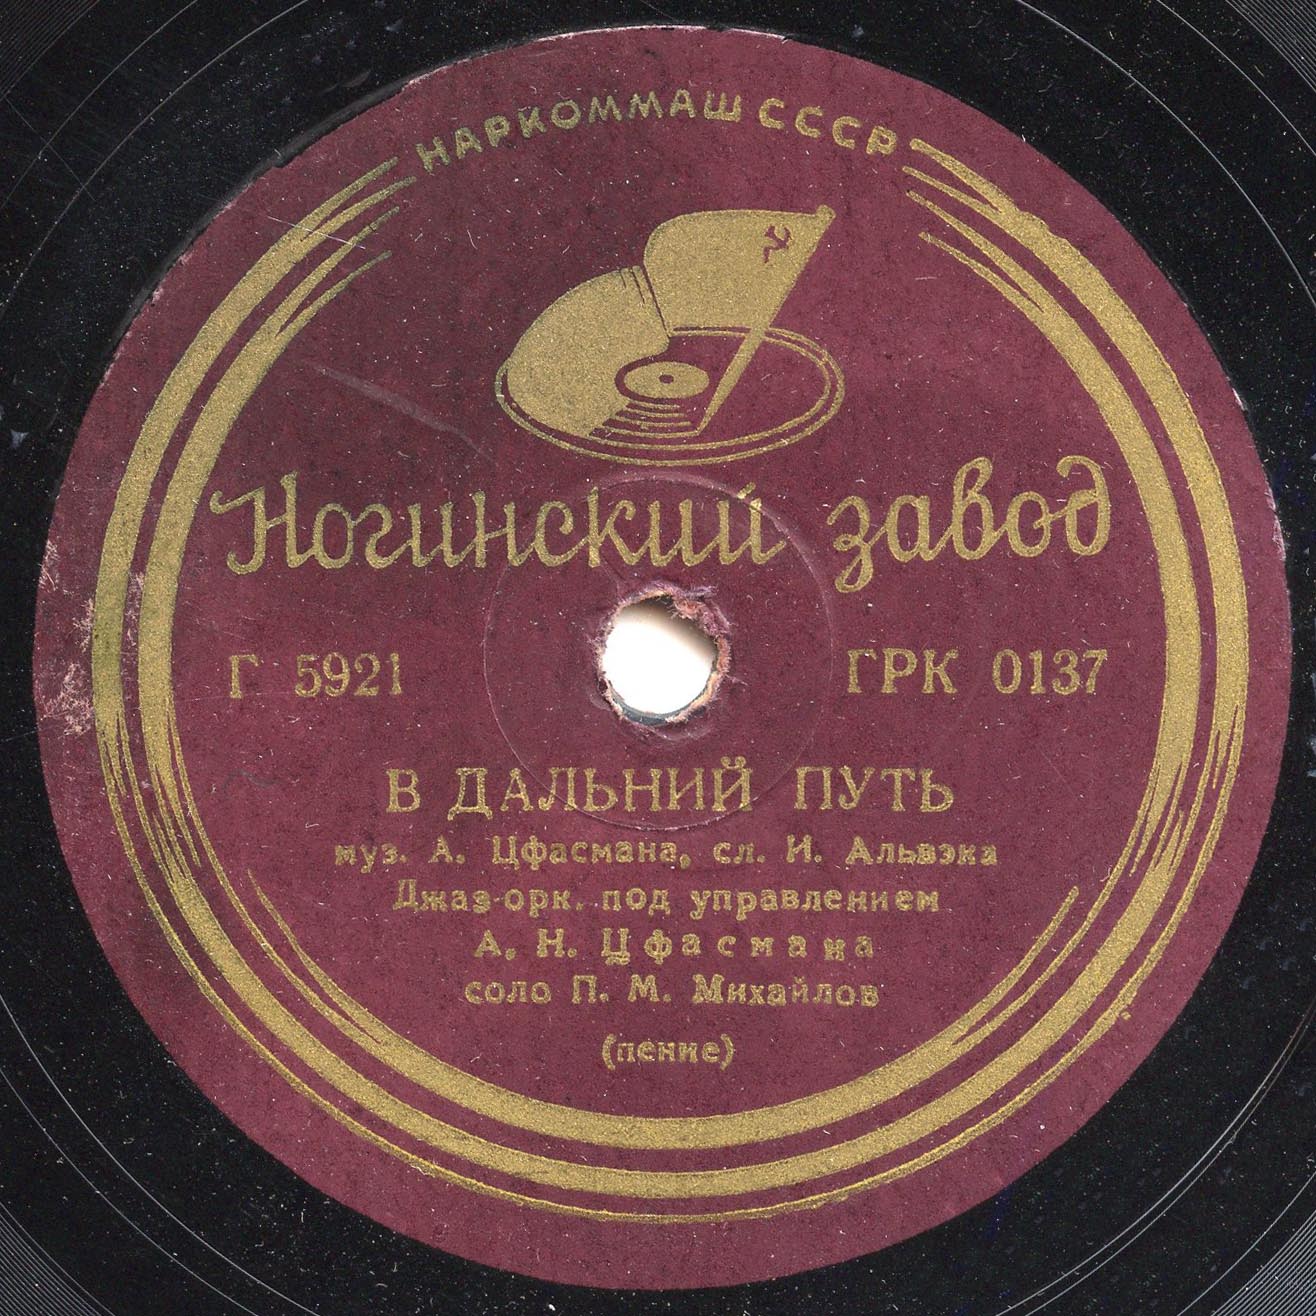 НАРКОММАШ СССР
Ногинский завод
Г 5921
ГРК 0137
В ДАЛЬНИЙ ПУТЬ
муз. А. Цфасмана, сл. И. Альвэка
Джаз-орк. под управлением
А. Н. Цфасмана
соло П. М. Михайлов
(пение)